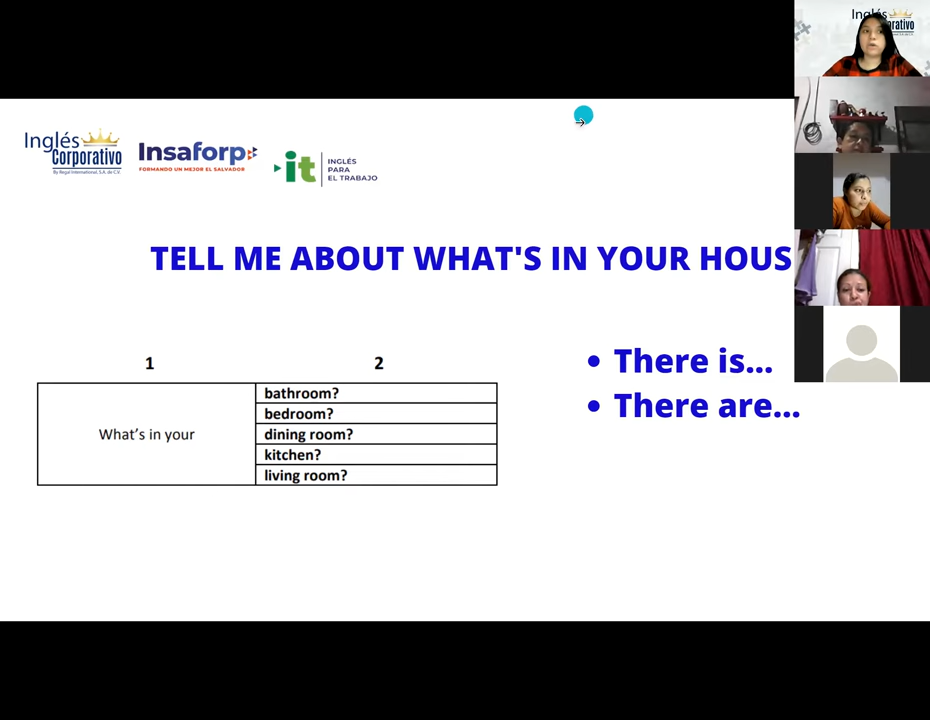 Inglés
Corporativo
By Regal International, S.A. de C.V.
Insaforp
FORMANDO UN MEJOR EL SALVADOR
it
INGLÉS
PARA
EL TRABAJO
Inglés
orativo
TELL ME ABOUT WHAT'S IN YOUR HOUS
1
2
What's in your
bathroom?
bedroom?
dining room?
kitchen?
living room?
• There is...
• There are...